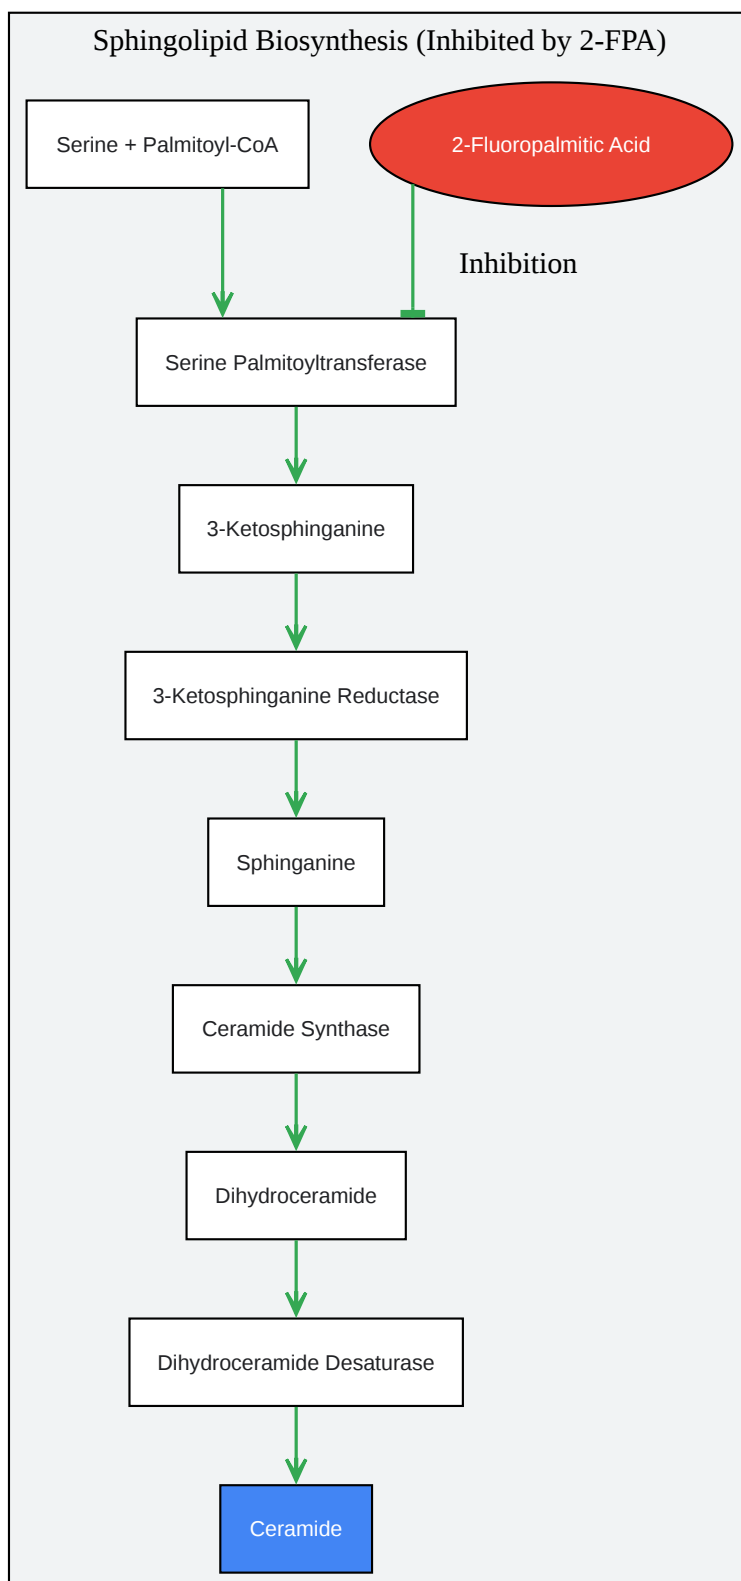 Sphingolipid Biosynthesis (Inhibited by 2-FPA)
Serine + Palmitoyl-CoA
2-Fluoropalmitic Acid
Inhibition
Serine Palmitoyltransferase
3-Ketosphinganine
3-Ketosphinganine Reductase
Sphinganine
Ceramide Synthase
Dihydroceramide
Dihydroceramide Desaturase
Ceramide